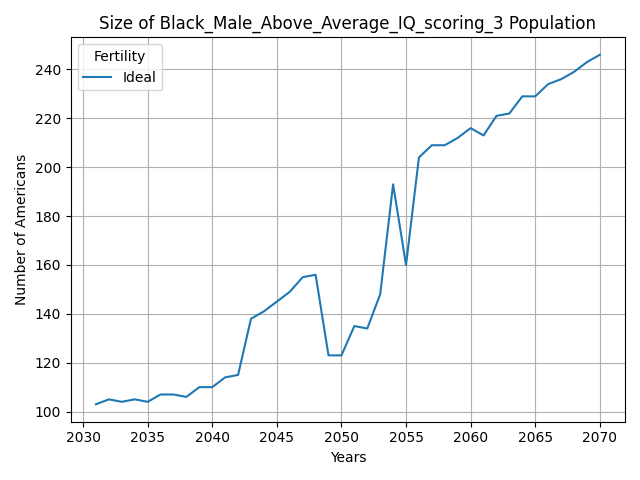 Size of Black_Male_Above_Average_IQ_scoring_3 Population
Fertility
Ideal
Number of Americans
240
220
200
180
160
140
120
100
2030 2035 2040 2045 2050 2055 2060 2065 2070
Years